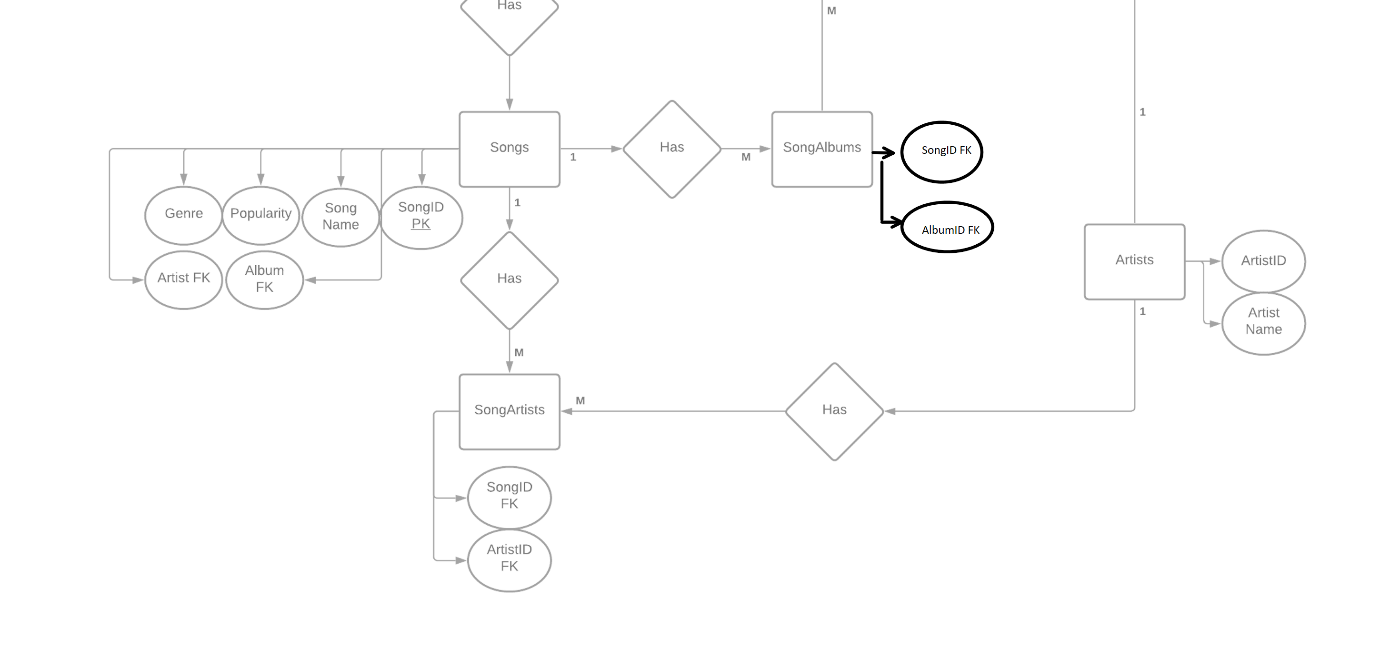 Has
M
1
Songs
1
Has
M
SongAlbums
SongID FK
AlbumID FK
Genre
Popularity
Song
Name
SongID
PK
1
Artist FK
Album
FK
Has
Artists
ArtistID
Artist
Name
1
M
SongArtists
M
Has
SongID
FK
ArtistID
FK